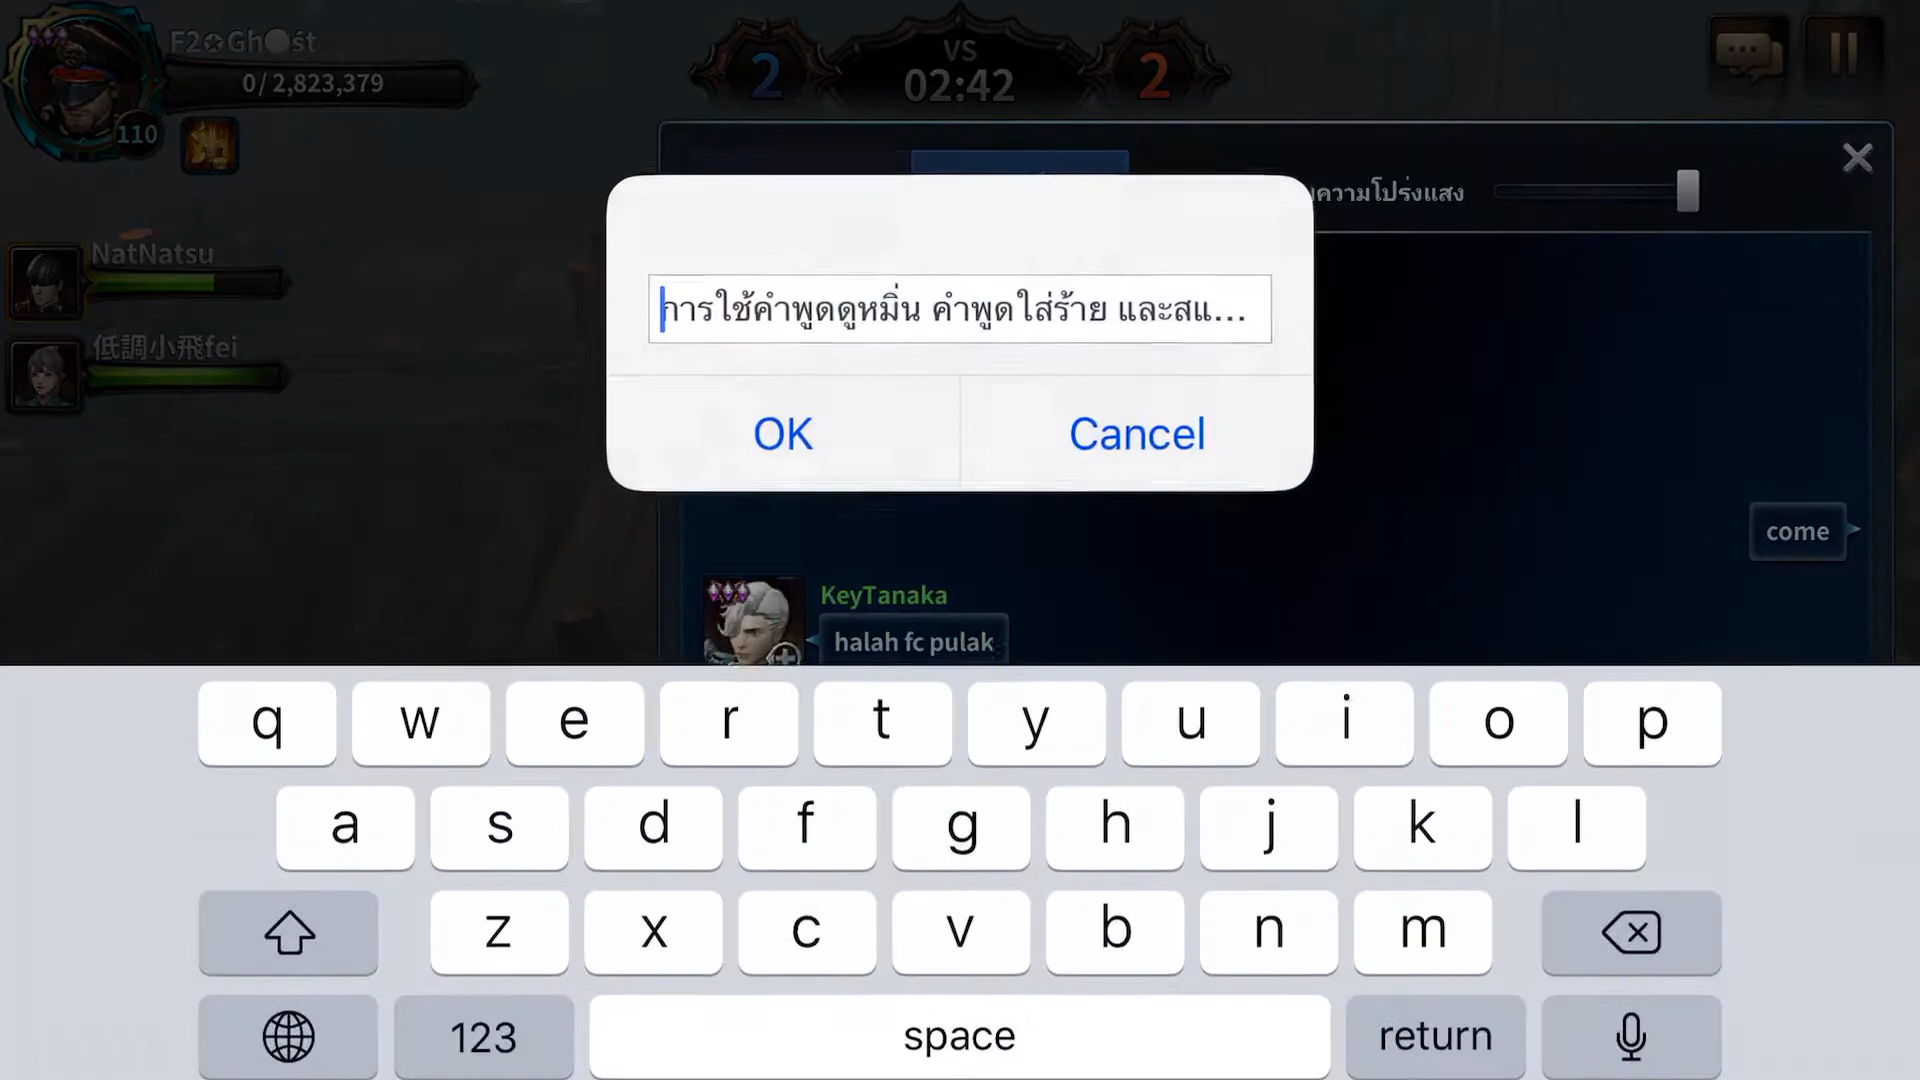 F2✪Gh●śt
0/2,823,379
110
2
VS
02:42
2
ความโปร่งแสง
NatNatsu
低調小飛fei
การใช้คำพูดดูหมิ่น คำพูดใส่ร้าย และสแ...
OK
Cancel
come
KeyTanaka
halah fc pulak
q w e r t y u i o p
a s d f g h j k l
z x c v b n m
123 space return